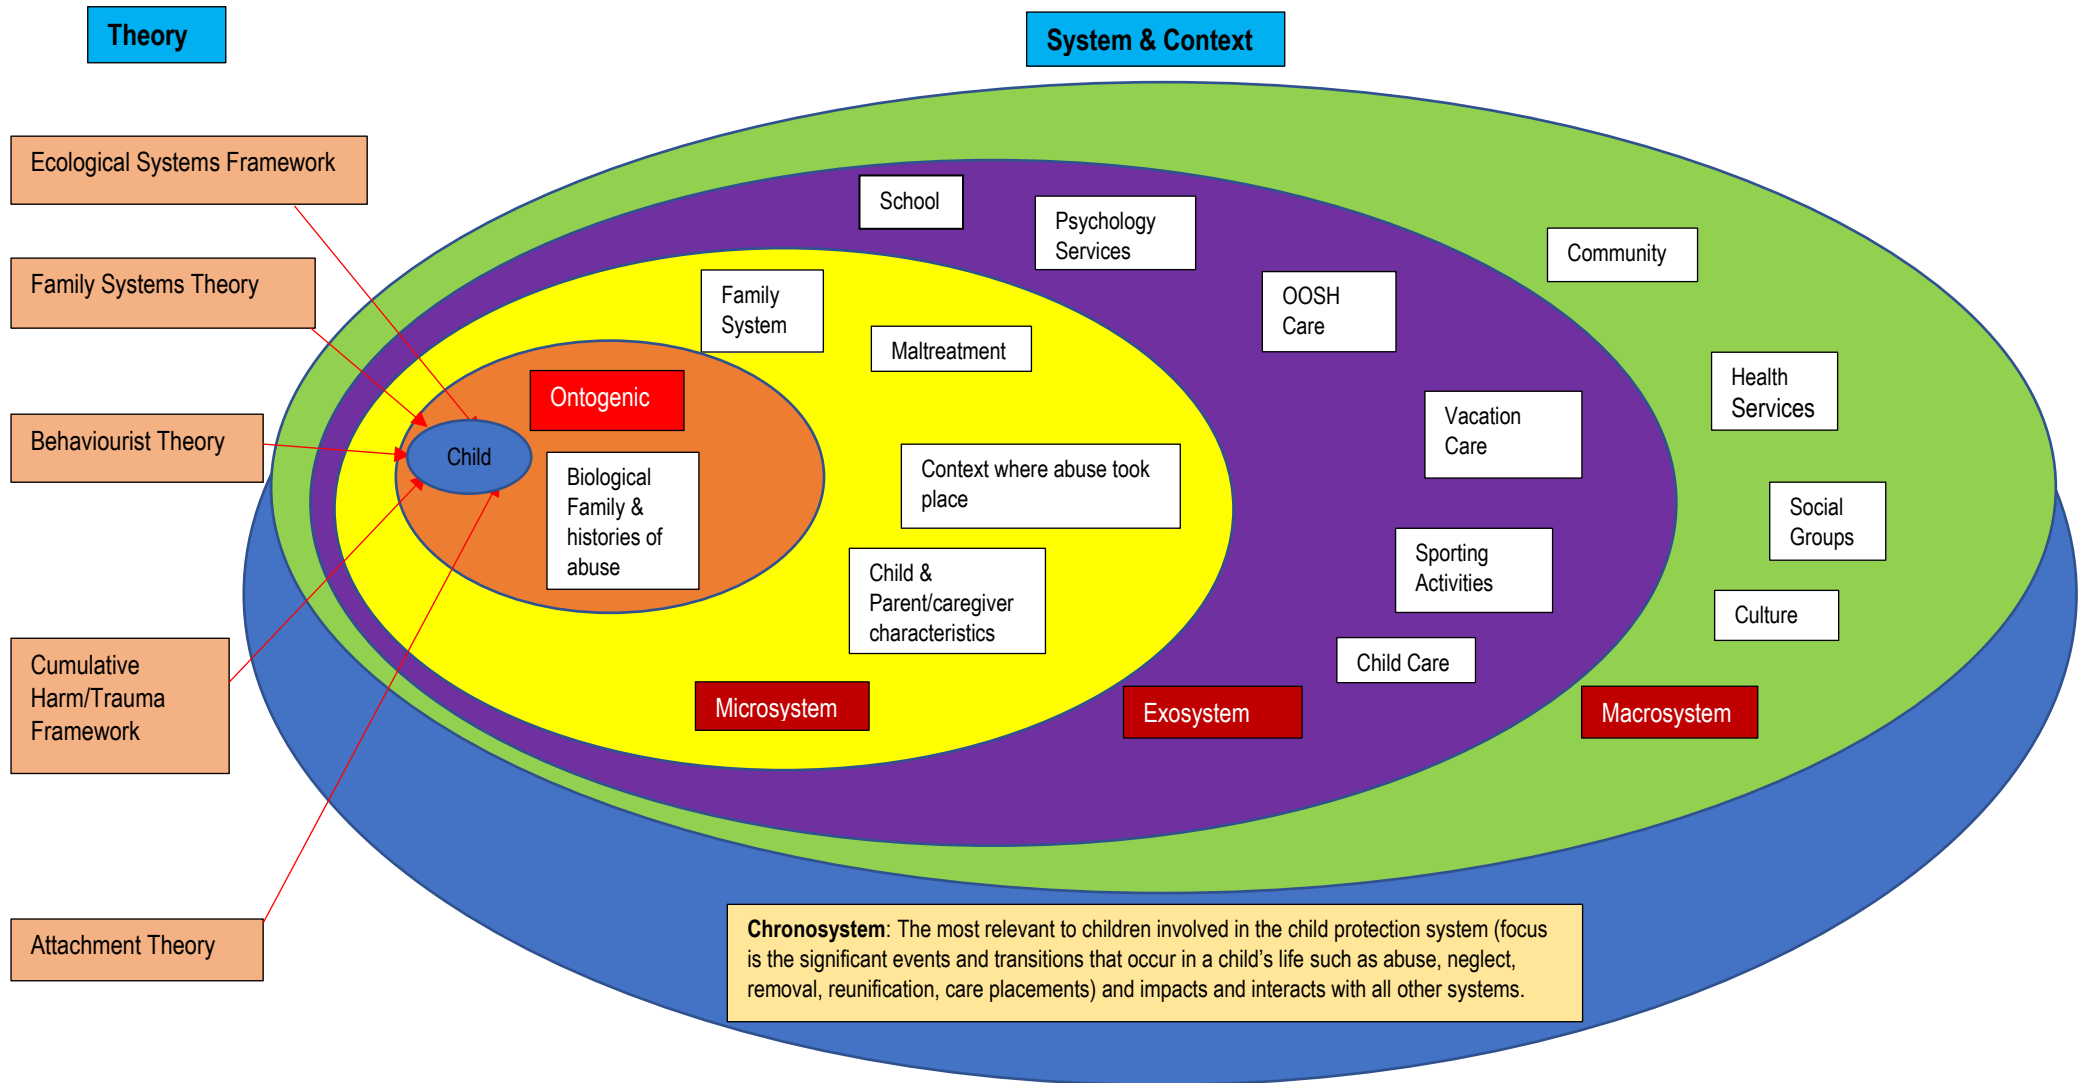 Theory
System & Context
Ecological Systems Framework
Family Systems Theory
Behaviourist Theory
Cumulative
Harm/Trauma
Framework
Attachment Theory
Child
Ontogenic
Biological
Family &
histories of
abuse
Family
System
Maltreatment
Context where abuse took
place
Child &
Parent/caregiver
characteristics
Microsystem
School
Psychology
Services
OOSH
Care
Vacation
Care
Sporting
Activities
Child Care
Exosystem
Community
Health
Services
Social
Groups
Culture
Macrosystem
Chronosystem: The most relevant to children involved in the child protection system (focus
is the significant events and transitions that occur in a child’s life such as abuse, neglect,
removal, reunification, care placements) and impacts and interacts with all other systems.